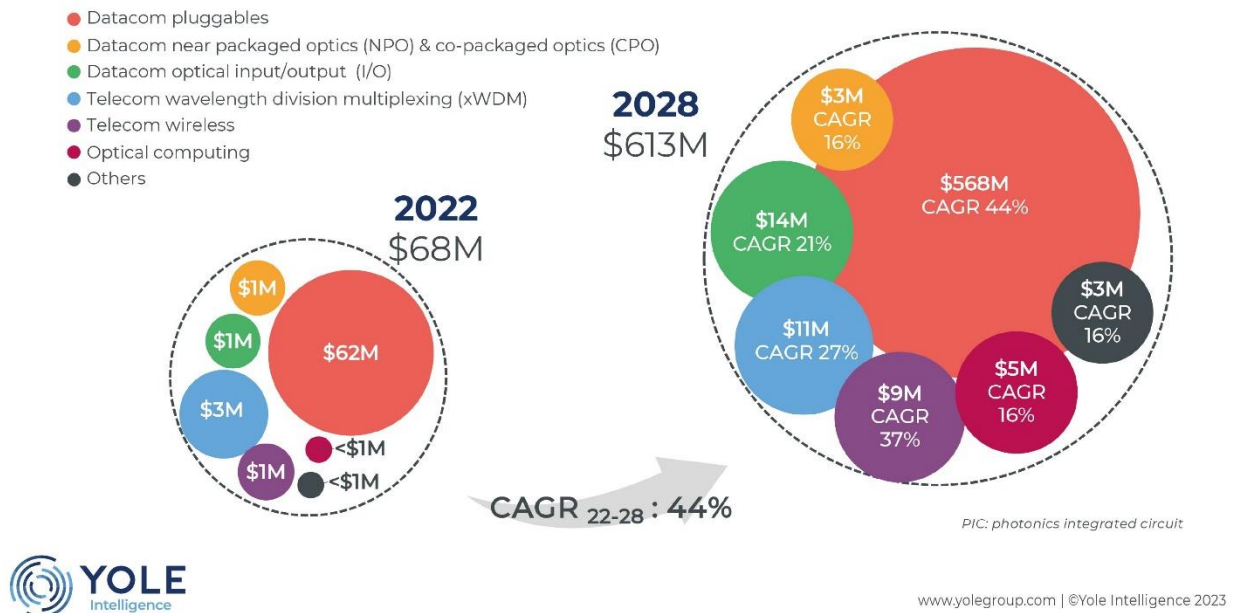 Datacom pluggables
Datacom near packaged optics (NPO) & co-packaged optics (CPO)
Datacom optical input/output (I/O)
Telecom wavelength division multiplexing (xWDM)
Telecom wireless
Optical computing
Others
2022
$68M
$1M
$1M
$62M
$3M
$1M
<$1M
<$1M
CAGR 22-28 : 44%
2028
$613M
$3M
CAGR
16%
$568M
CAGR 44%
$14M
CAGR 21%
$11M
CAGR 27%
$9M
CAGR
37%
$5M
CAGR
16%
$3M
CAGR
16%
PIC: photonics integrated circuit
YOLE
Intelligence
www.yolegroup.com | ©Yole Intelligence 2023